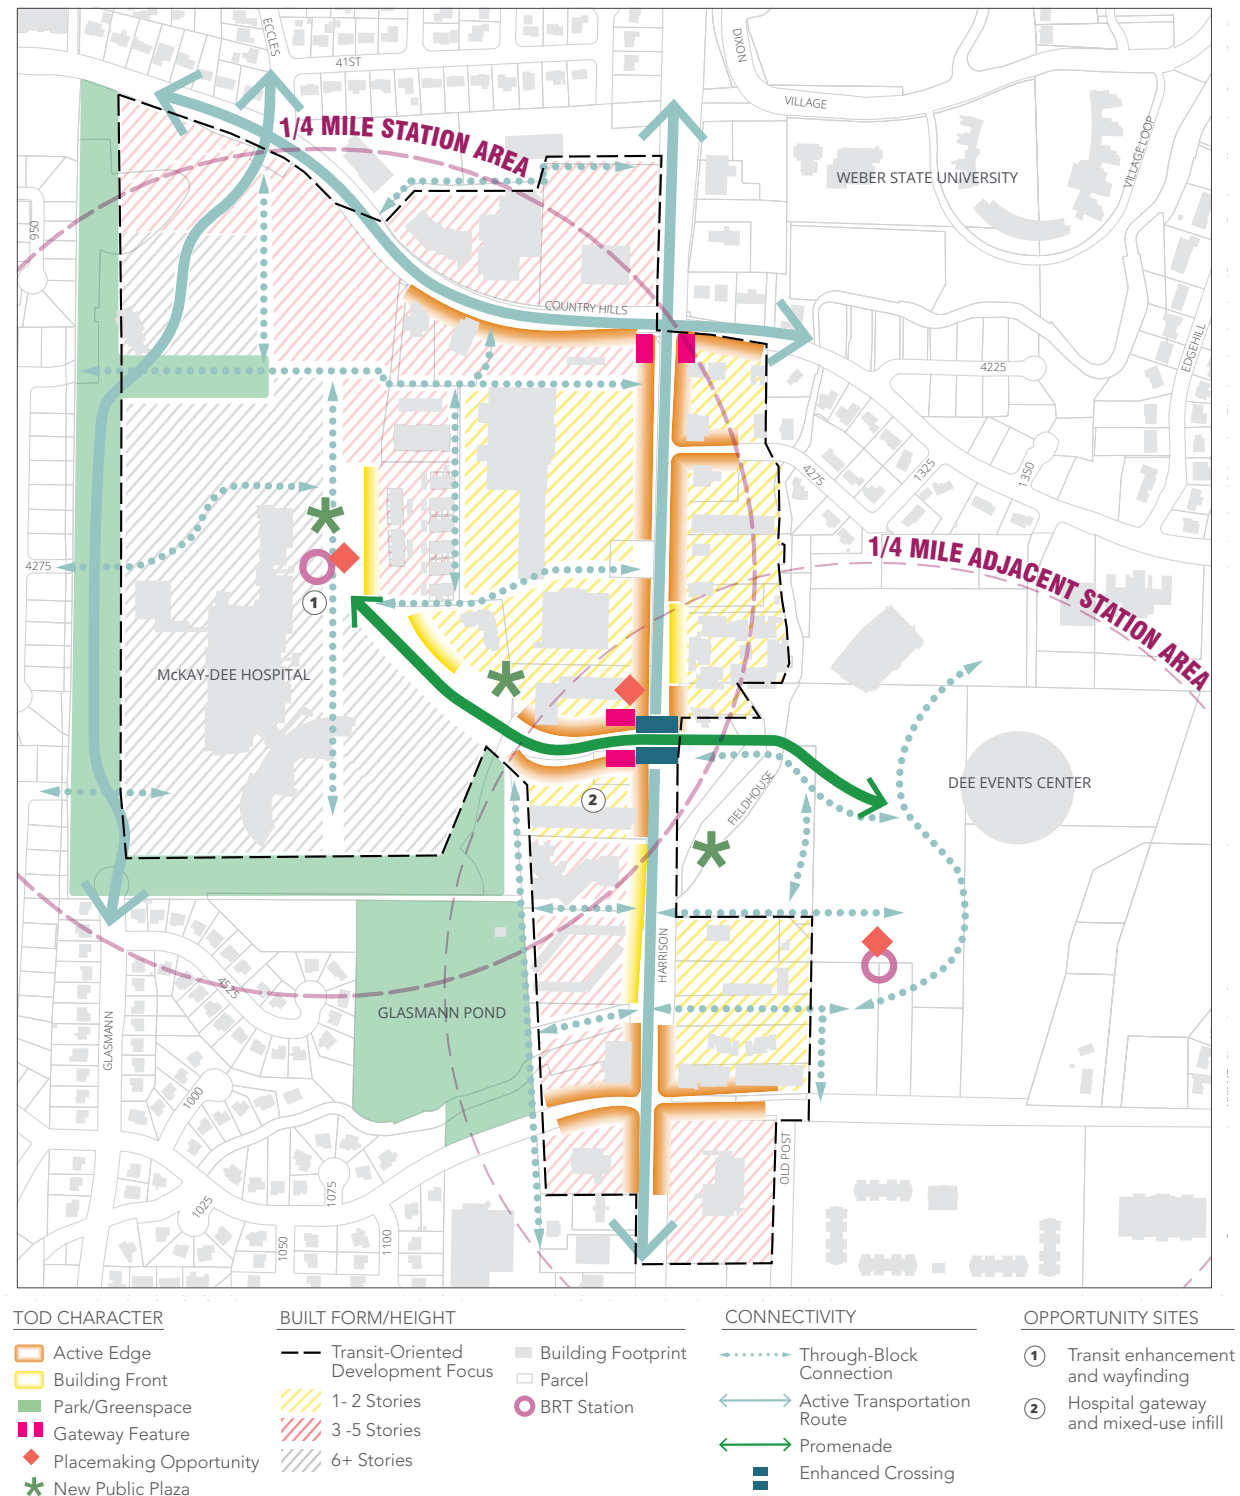 ECCLES
41ST
DIXON
VILLAGE
1/4 MILE STATION AREA
VILLAGE LOOP
WEBER STATE UNIVERSITY
950
COUNTRY HILLS
EDGEHILL
4225
4275
1325
1350
1/4 MILE ADJACENT STATION AREA
4275
1
McKAY-DEE HOSPITAL
DEE EVENTS CENTER
FIELDHOUSE
2
HARRISON
4525
GLASMANN POND
GLASMANN
1000
OLD POST
1075
1025
1050
1100
TOD CHARACTER
Active Edge
Building Front
Park/Greenspace
Gateway Feature
Placemaking Opportunity
New Public Plaza
BUILT FORM/HEIGHT
Transit-Oriented
Development Focus
1- 2 Stories
3 -5 Stories
6+ Stories
Building Footprint
Parcel
BRT Station
CONNECTIVITY
Through-Block
Connection
Active Transportation
Route
Promenade
Enhanced Crossing
OPPORTUNITY SITES
1 Transit enhancement
and wayfinding
2 Hospital gateway
and mixed-use infill